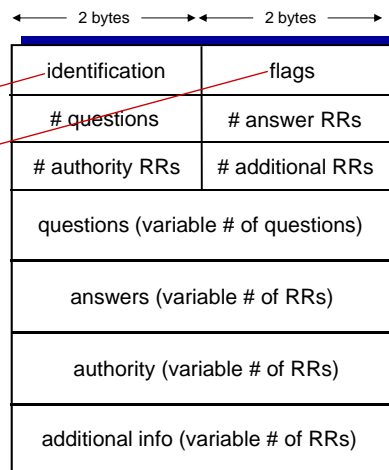 2 bytes 2 bytes
identification flags
# questions # answer RRs
# authority RRs # additional RRs
questions (variable # of questions)
answers (variable # of RRs)
authority (variable # of RRs)
additional info (variable # of RRs)